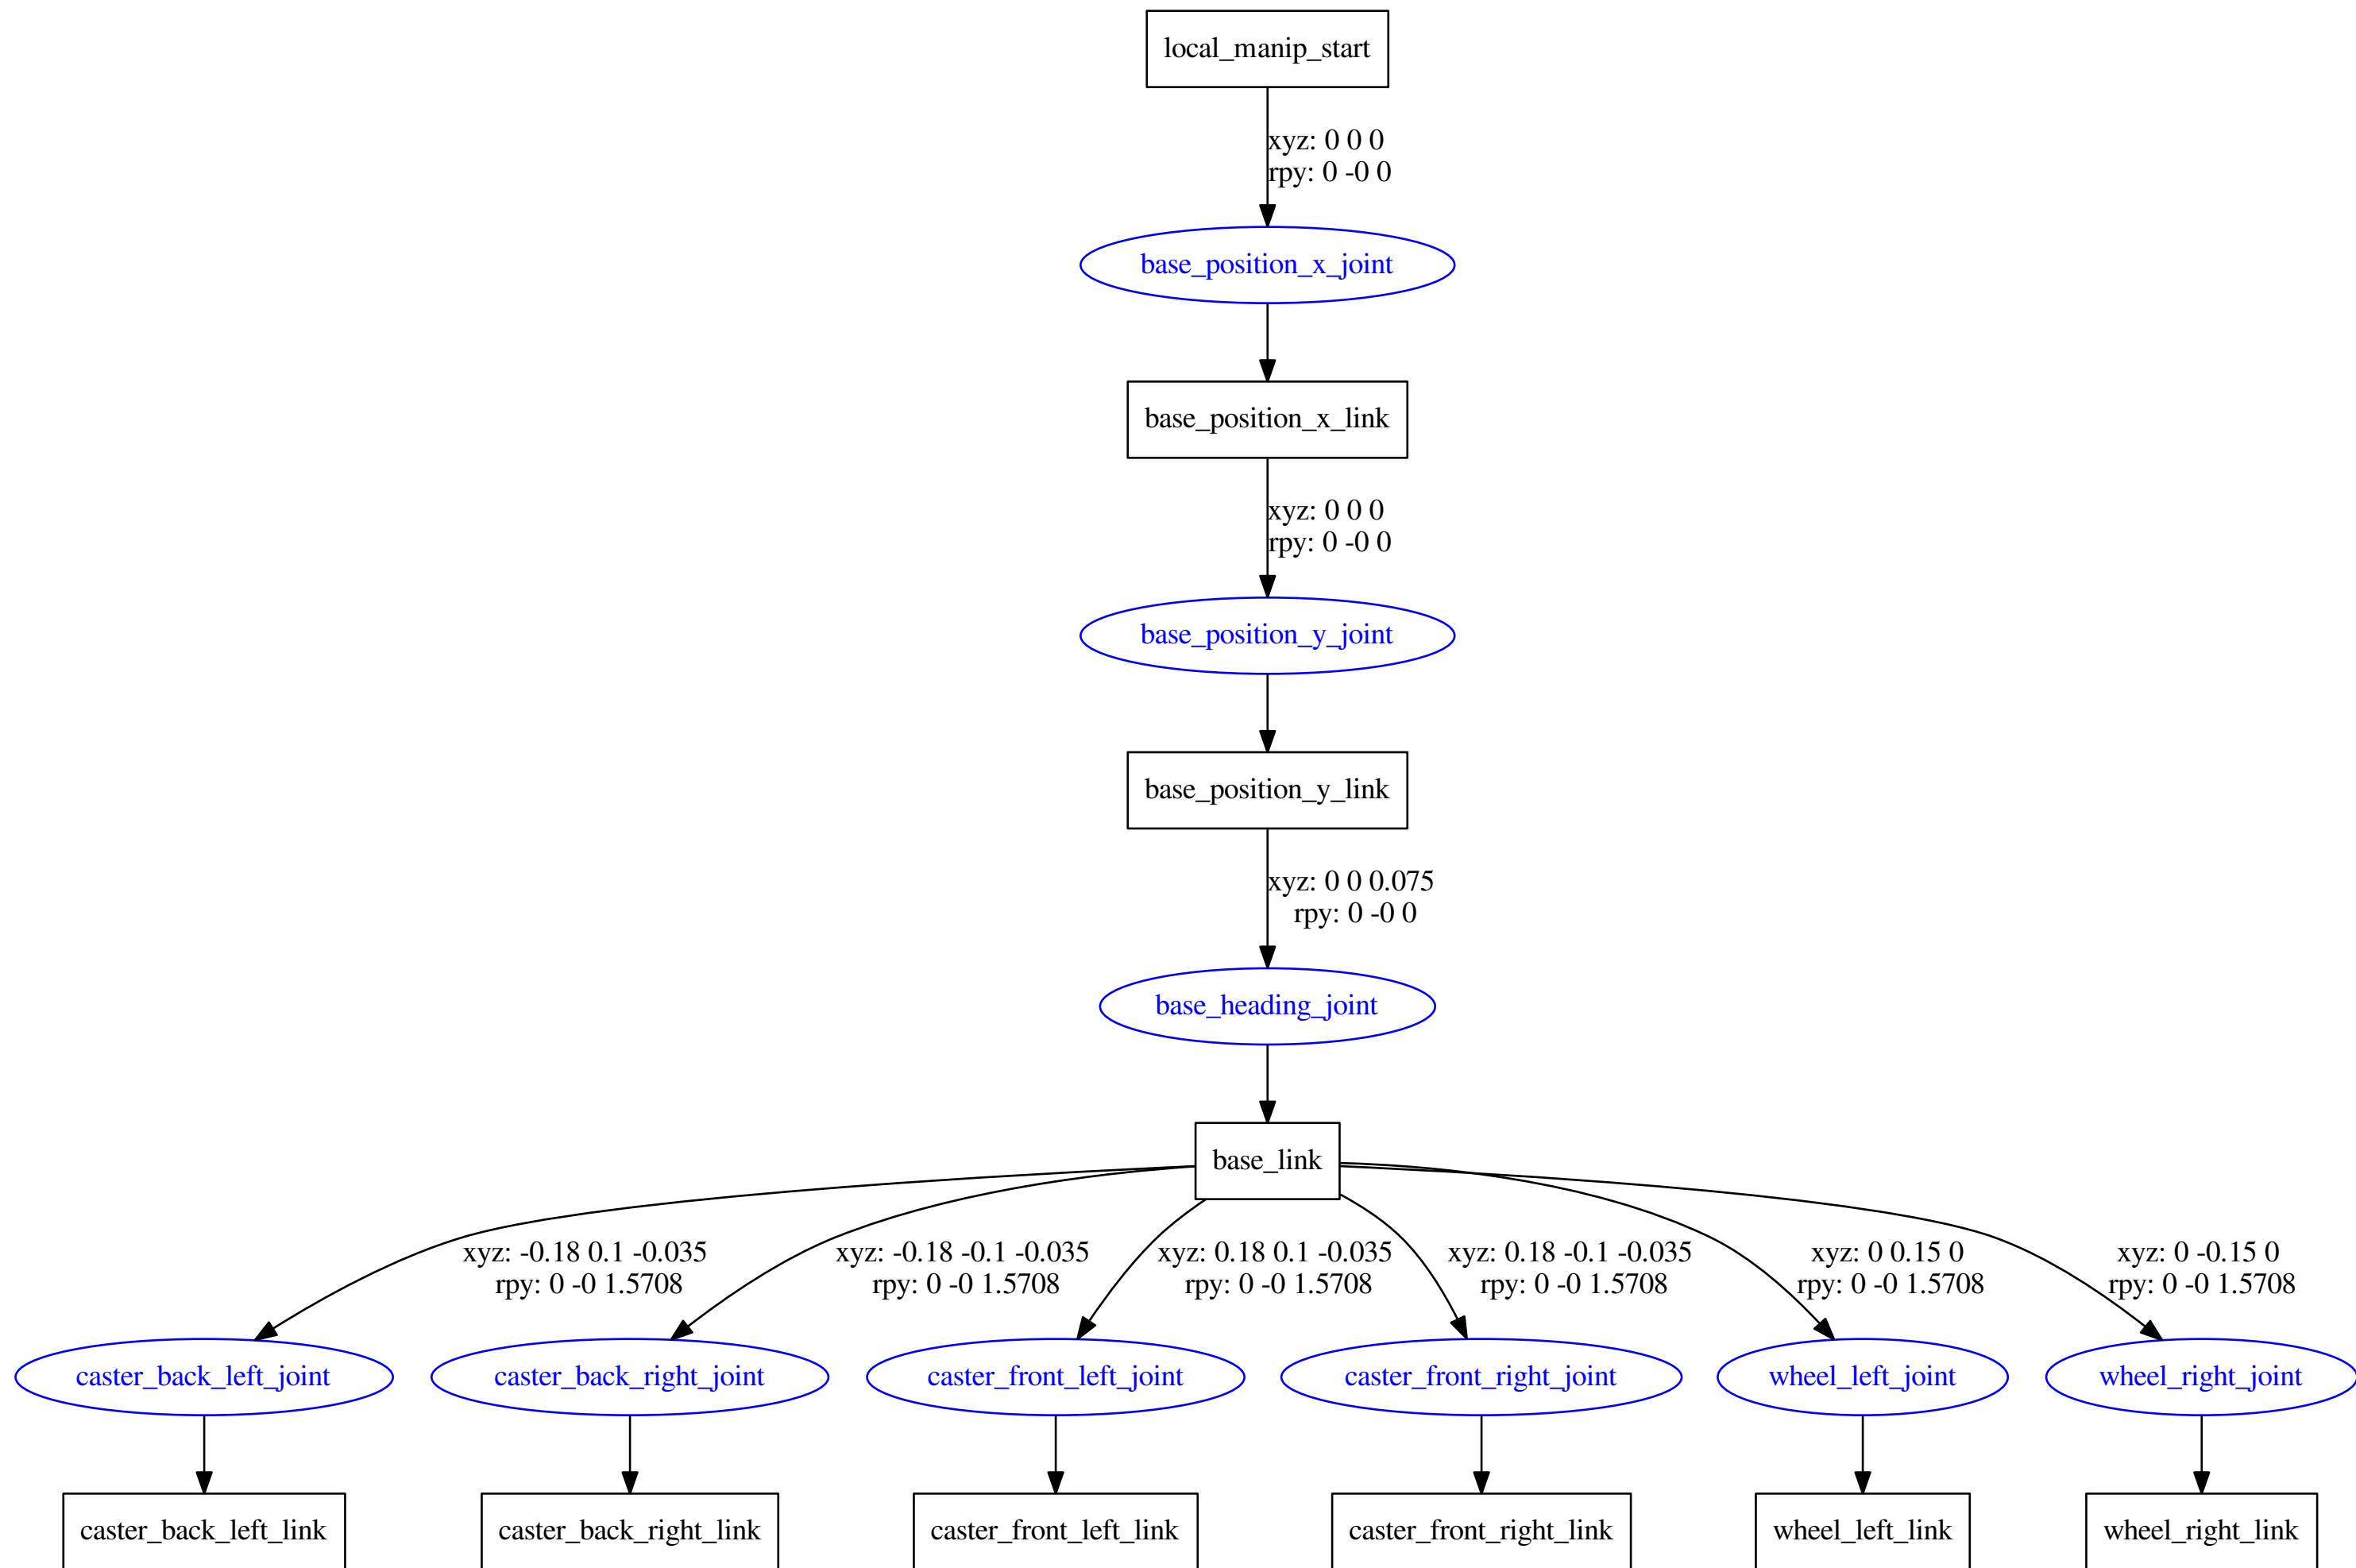 local_manip_start
xyz: 0 0 0
rpy: 0 -0 0
base_position_x_joint
base_position_x_link
xyz: 0 0 0
rpy: 0 -0 0
base_position_y_joint
base_position_y_link
xyz: 0 0 0.075
rpy: 0 -0 0
base_heading_joint
base_link
xyz: -0.18 0.1 -0.035
rpy: 0 -0 1.5708
xyz: -0.18 -0.1 -0.035
rpy: 0 -0 1.5708
xyz: 0.18 0.1 -0.035
rpy: 0 -0 1.5708
xyz: 0.18 -0.1 -0.035
rpy: 0 -0 1.5708
xyz: 0 0.15 0
rpy: 0 -0 1.5708
xyz: 0 -0.15 0
rpy: 0 -0 1.5708
caster_back_left_joint
caster_back_right_joint
caster_front_left_joint
caster_front_right_joint
wheel_left_joint
wheel_right_joint
caster_back_left_link
caster_back_right_link
caster_front_left_link
caster_front_right_link
wheel_left_link
wheel_right_link